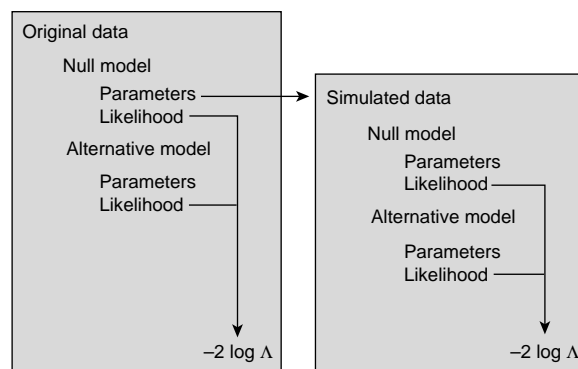 Original data
Null model
Parameters
Likelihood
Alternative model
Parameters
Likelihood
–2 log Λ
Simulated data
Null model
Parameters
Likelihood
Alternative model
Parameters
Likelihood
–2 log Λ